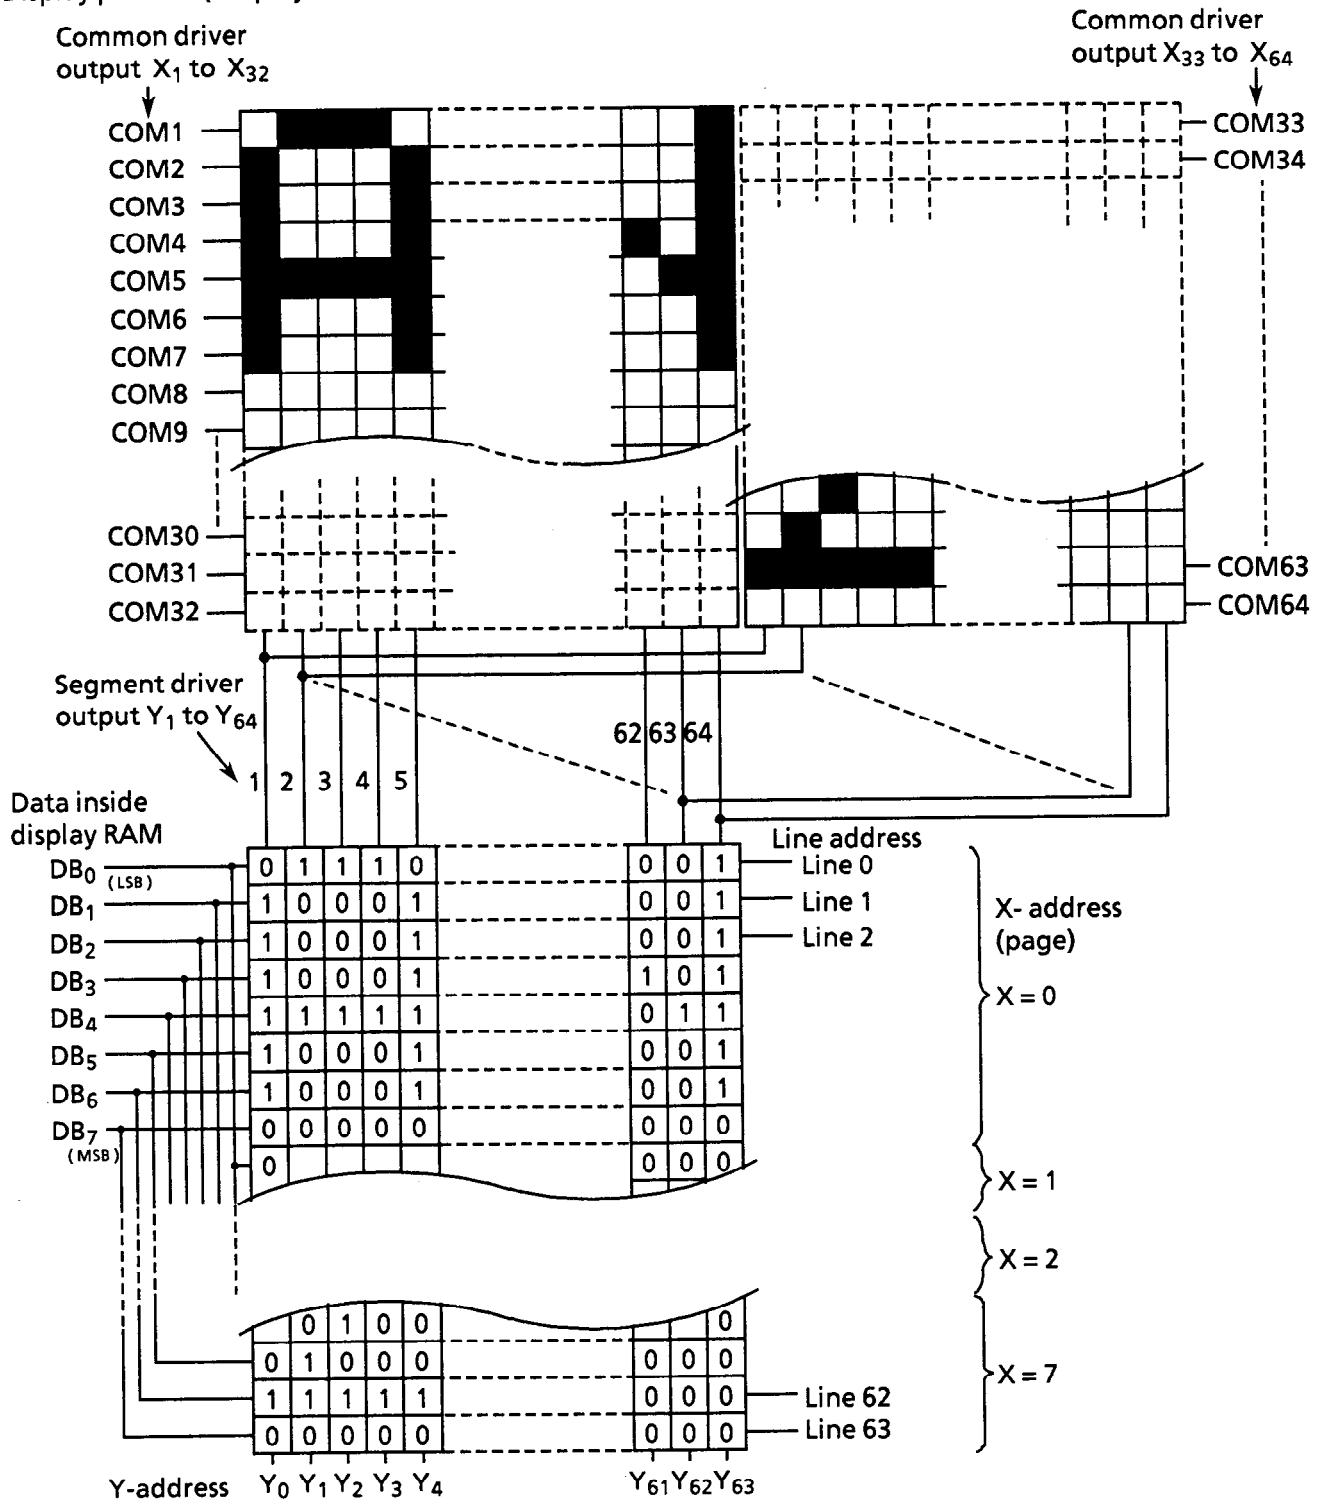 Common driver
output X1 to X32
Common driver
output X33 to X64
COM1
COM2
COM3
COM4
COM5
COM6
COM7
COM8
COM9
COM30
COM31
COM32
COM33
COM34
COM63
COM64
Segment driver
output Y1 to Y64
1 2 3 4 5
62 63 64
Data inside
display RAM
Line address
DB0 (LSB) 0 1 1 1 0 0 0 1 Line 0
DB1 1 0 0 0 1 0 0 1 Line 1
DB2 1 0 0 0 1 0 0 1 Line 2
DB3 1 0 0 0 1 1 0 1
DB4 1 1 1 1 1 0 1 1
DB5 1 0 0 0 1 0 0 1
DB6 1 0 0 0 1 0 0 1
DB7 (MSB) 0 0 0 0 0 0 0 0
0 0 0 0
X- address
(page)
X = 0
X = 1
X = 2
X = 7
0 1 0 0 0
0 1 0 0 0 0 0 0
1 1 1 1 1 0 0 0 Line 62
0 0 0 0 0 0 0 0 Line 63
Y-address Y0 Y1 Y2 Y3 Y4 Y61 Y62 Y63